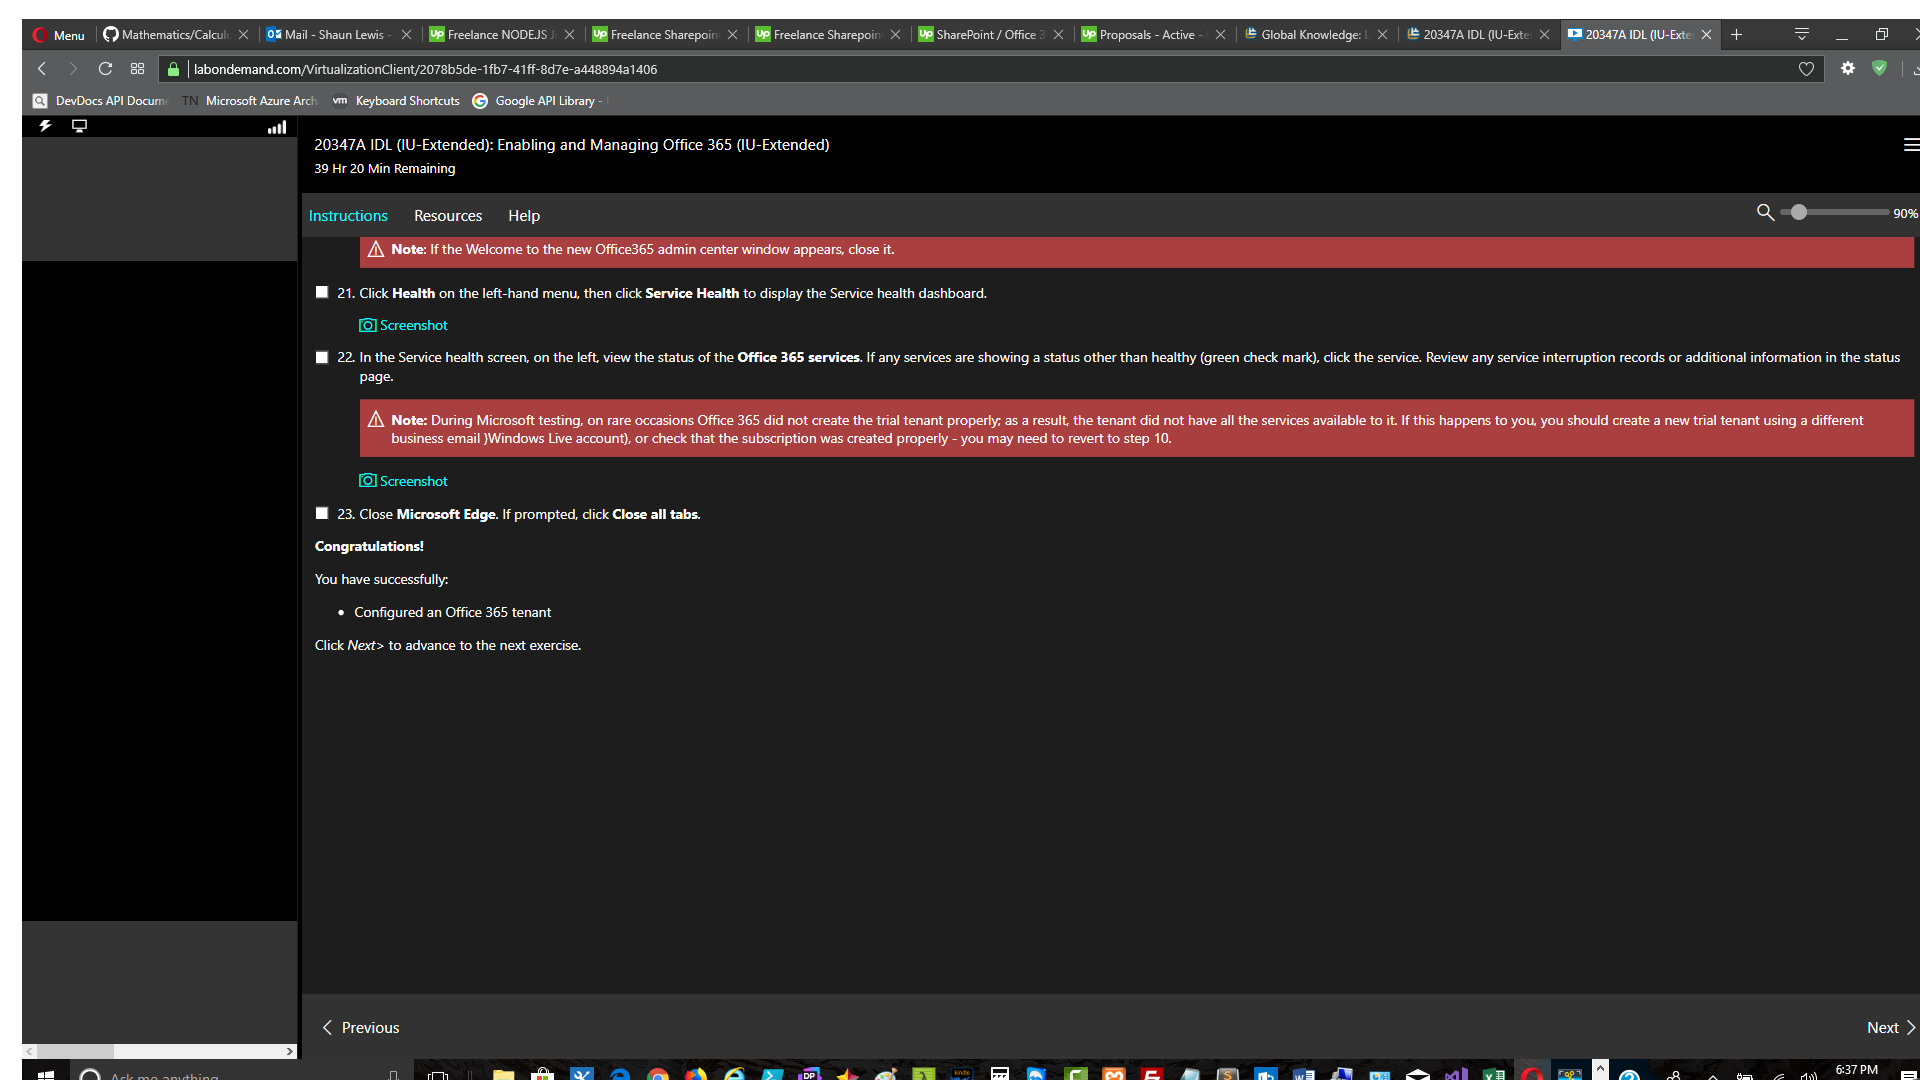 Menu
Mathematics/Calcul
Mail - Shaun Lewis -
Freelance NODEJS J
Freelance Sharepoin
Freelance Sharepoin
SharePoint / Office 3
Proposals - Active -
Global Knowledge: L
20347A IDL (IU-Exte
20347A IDL (IU-Exte
labondemand.com/VirtualizationClient/2078b5de-1fb7-41ff-8d7e-a448894a1406
DevDocs API Docume
TN Microsoft Azure Arch
vm Keyboard Shortcuts
Google API Library -
20347A IDL (IU-Extended): Enabling and Managing Office 365 (IU-Extended)
39 Hr 20 Min Remaining
Instructions Resources Help
90%
Note: If the Welcome to the new Office365 admin center window appears, close it.
21. Click Health on the left-hand menu, then click Service Health to display the Service health dashboard.
Screenshot
22. In the Service health screen, on the left, view the status of the Office 365 services. If any services are showing a status other than healthy (green check mark), click the service. Review any service interruption records or additional information in the status
page.
Note: During Microsoft testing, on rare occasions Office 365 did not create the trial tenant properly; as a result, the tenant did not have all the services available to it. If this happens to you, you should create a new trial tenant using a different
business email )Windows Live account), or check that the subscription was created properly - you may need to revert to step 10.
Screenshot
23. Close Microsoft Edge. If prompted, click Close all tabs.
Congratulations!
You have successfully:
• Configured an Office 365 tenant
Click Next> to advance to the next exercise.
Previous
Next
Ask me anything
6:37 PM